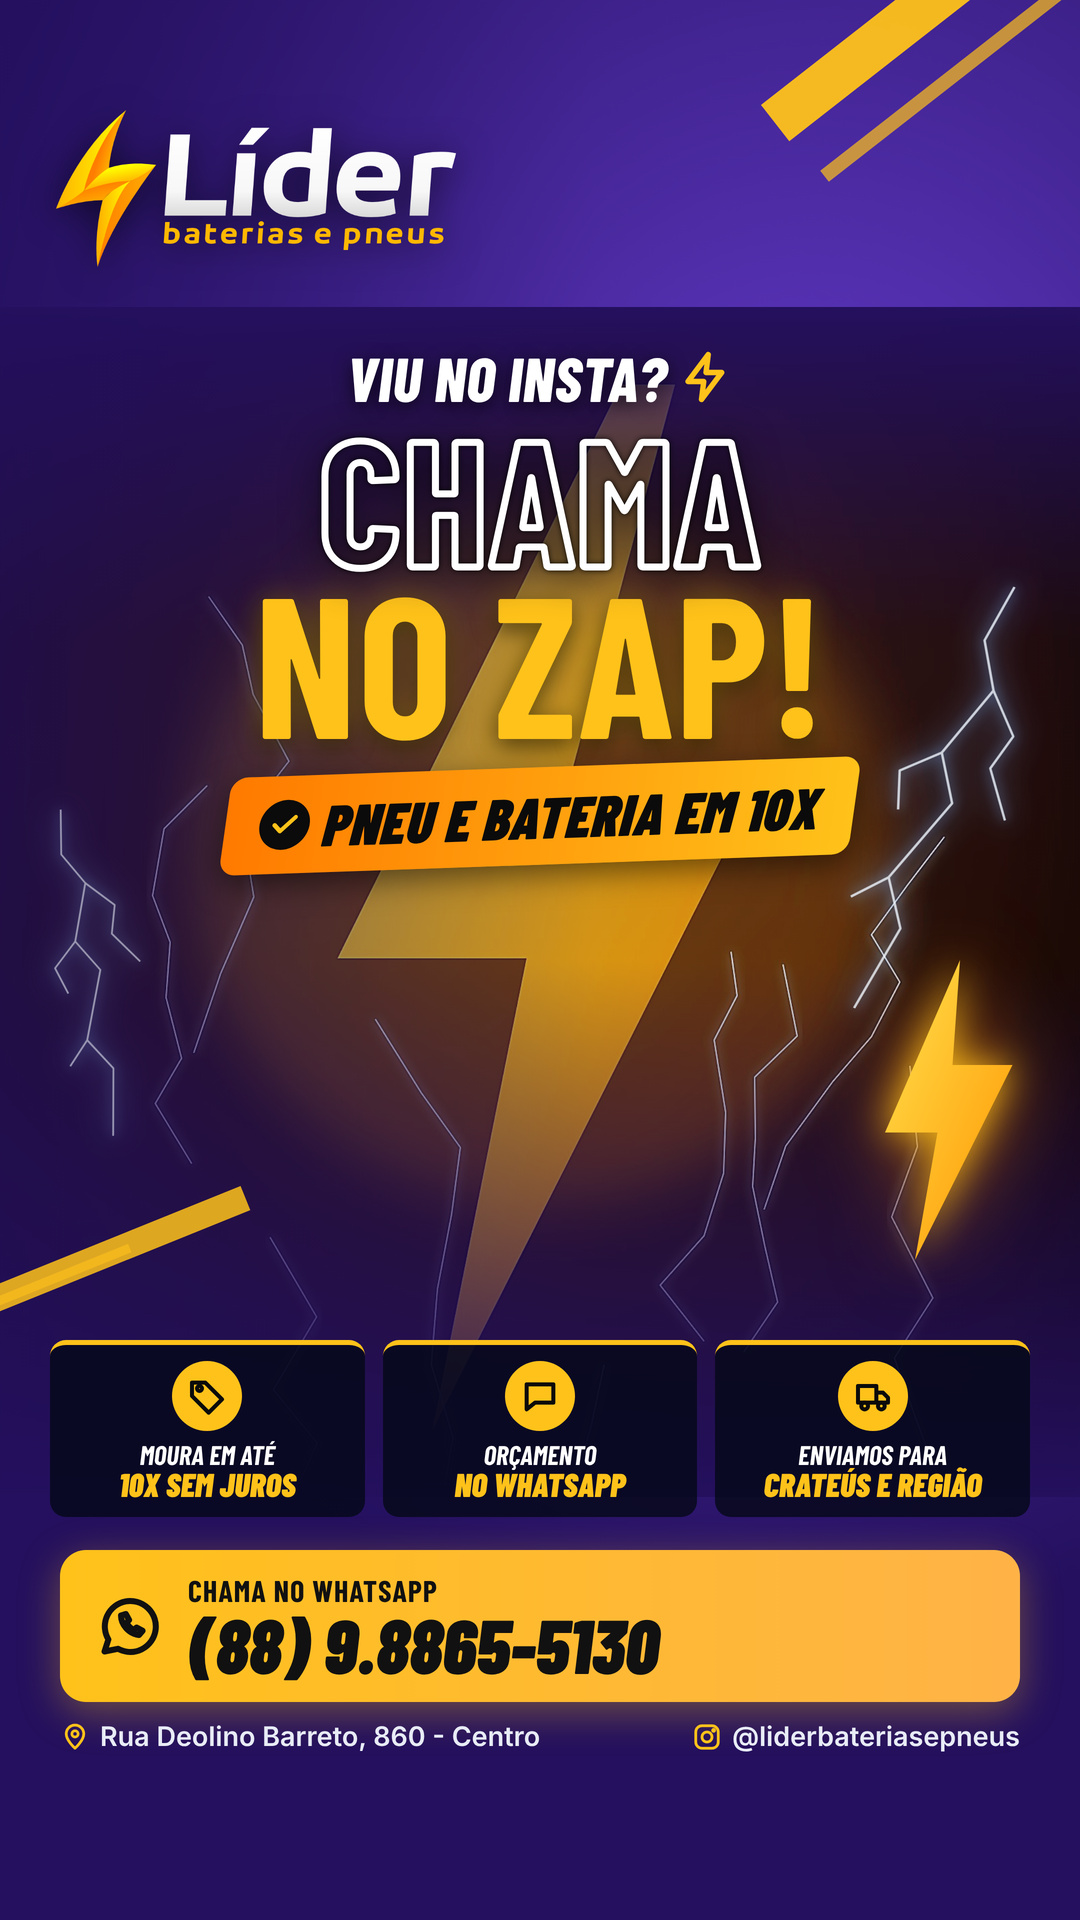 Líder
baterias e pneus
VIU NO INSTA?
CHAMA
NO ZAP!
PNEU E BATERIA EM 10X
MOURA EM ATÉ
10X SEM JUROS
ORÇAMENTO
NO WHATSAPP
ENVIAMOS PARA
CRATEÚS E REGIÃO
CHAMA NO WHATSAPP
(88) 9.8865-5130
Rua Deolino Barreto, 860 - Centro
@liderbateriasepneus